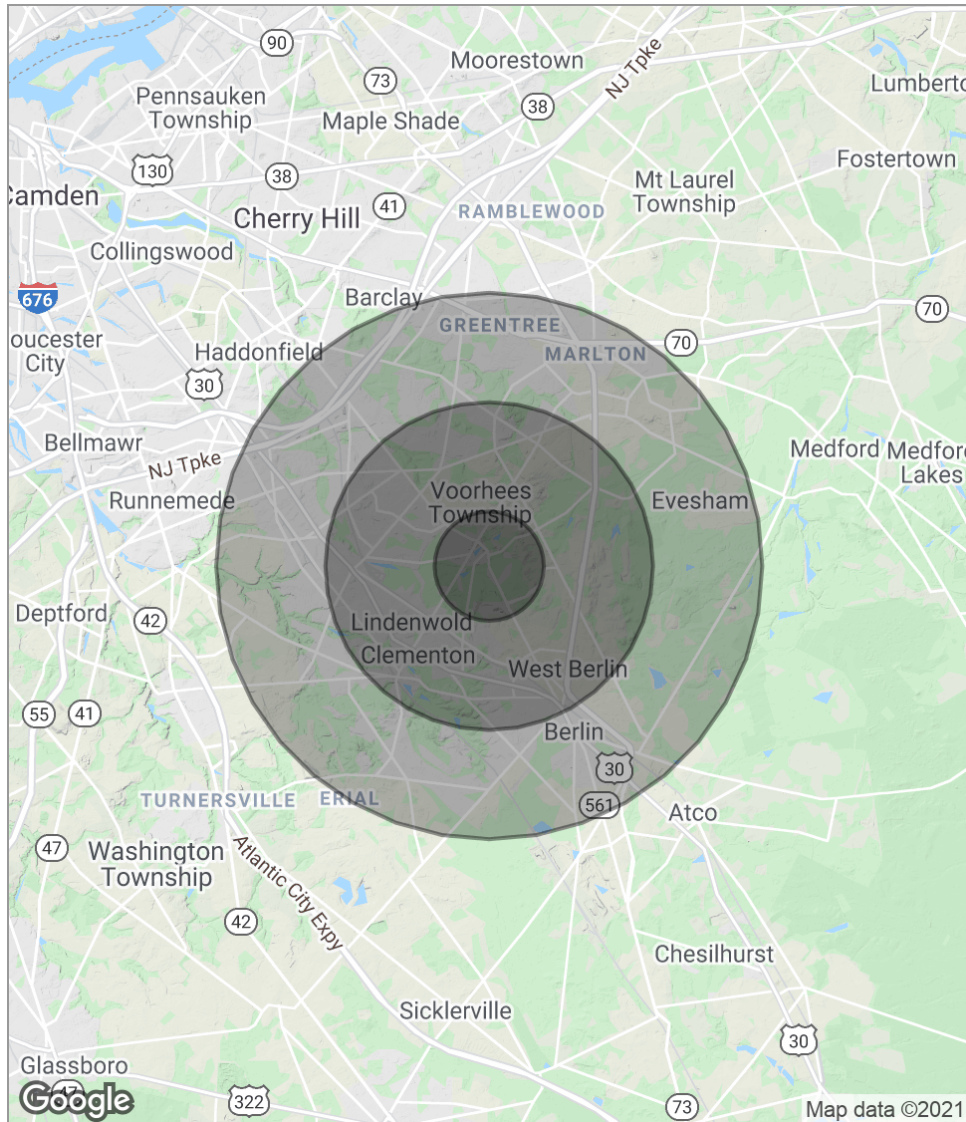 90
Moorestown
NJ Tpke
73
Lumberto
Pennsauken
Township
38
Maple Shade
130
38
Fostertown
Camden
41
Mt Laurel
Township
Cherry Hill
RAMBLEWOOD
Collingswood
676
Barclay
70
GREENTREE
oucester
City
Haddonfield
MARLTON
70
30
Bellmawr
NJ Tpke
Medford
Medford
Lakes
Voorhees
Township
Runnemede
Evesham
Deptford
42
Lindenwold
Clementon
West Berlin
55
41
Berlin
30
TURNERSVILLE
ERIAL
561
Atco
47
Washington
Township
Atlantic City Expy
42
Chesilhurst
Sicklerville
30
Glassboro
47
Google
322
73
Map data ©2021